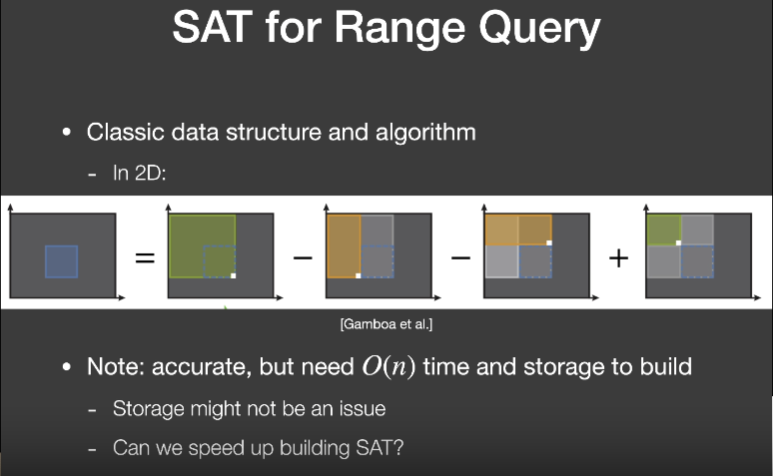 SAT for Range Query
• Classic data structure and algorithm
- In 2D:
= − − +
[Gamboa et al.]
• Note: accurate, but need O(n) time and storage to build
- Storage might not be an issue
- Can we speed up building SAT?